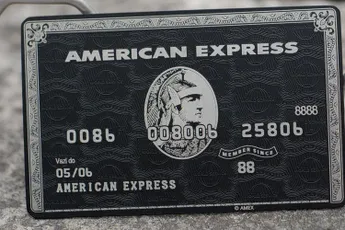 AMERICAN EXPRESS
8888
0086 008006 25806
MEMBER SINCE
Vazi do
05/06 88
AMERICAN EXPRESS
© AMEX